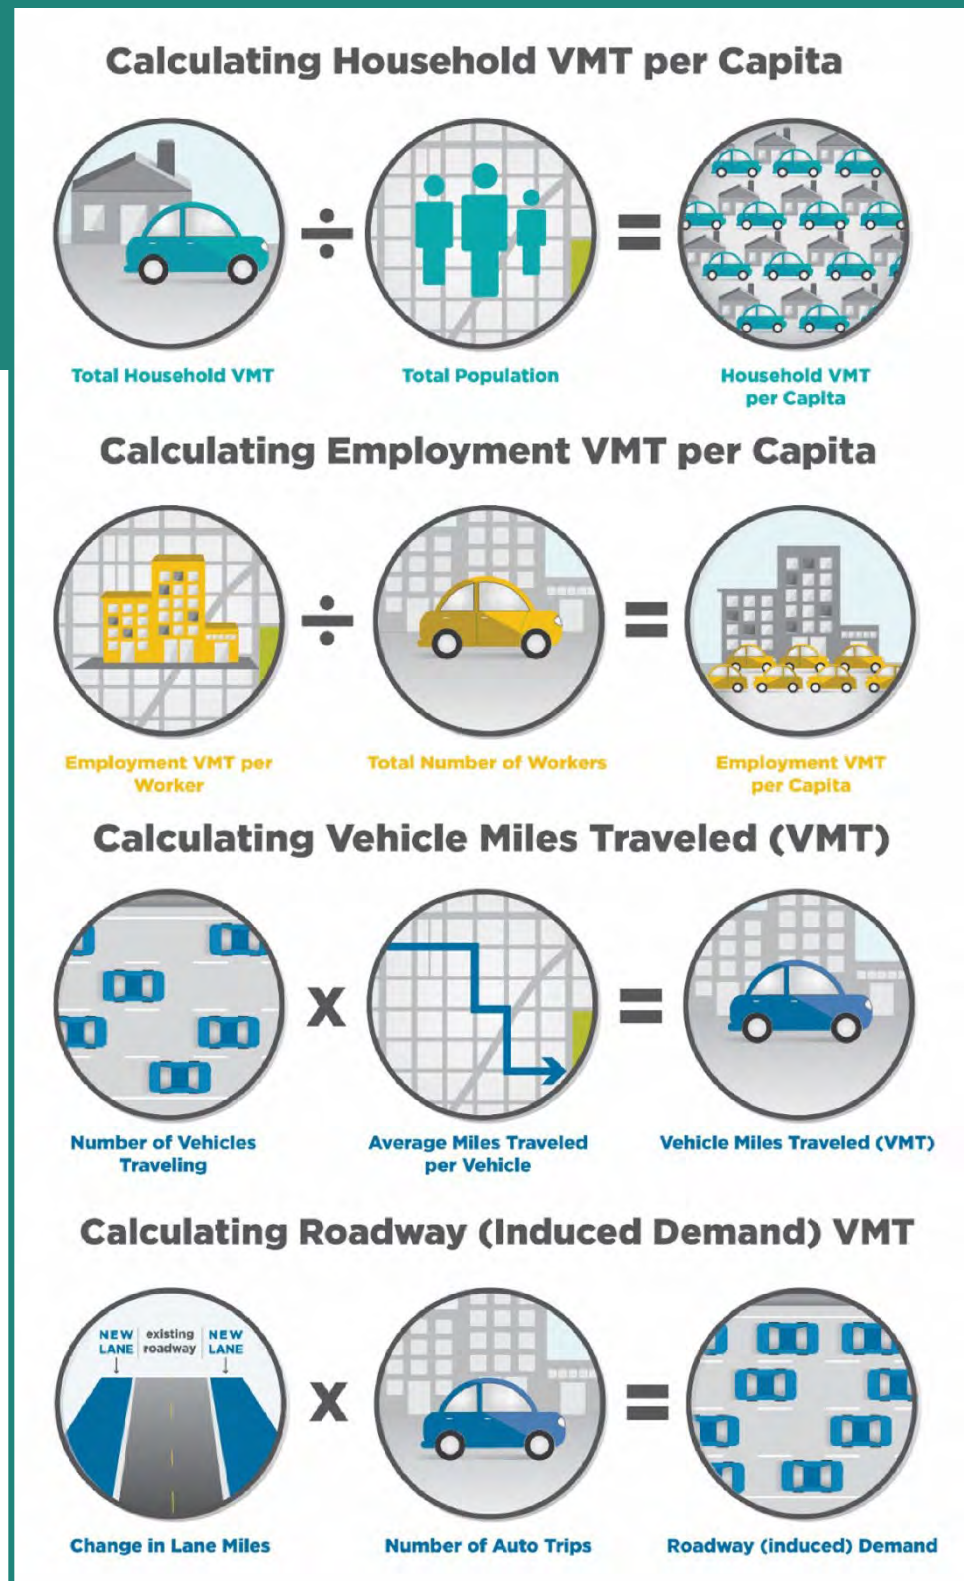 Calculating Household VMT per Capita
÷
=
Total Household VMT
Total Population
Household VMT
per Capita
Calculating Employment VMT per Capita
÷
=
Employment VMT per
Worker
Total Number of Workers
Employment VMT
per Capita
Calculating Vehicle Miles Traveled (VMT)
X
=
Number of Vehicles
Traveling
Average Miles Traveled
per Vehicle
Vehicle Miles Traveled (VMT)
Calculating Roadway (Induced Demand) VMT
NEW
LANE
existing
roadway
NEW
LANE
X
=
Change in Lane Miles
Number of Auto Trips
Roadway (induced) Demand